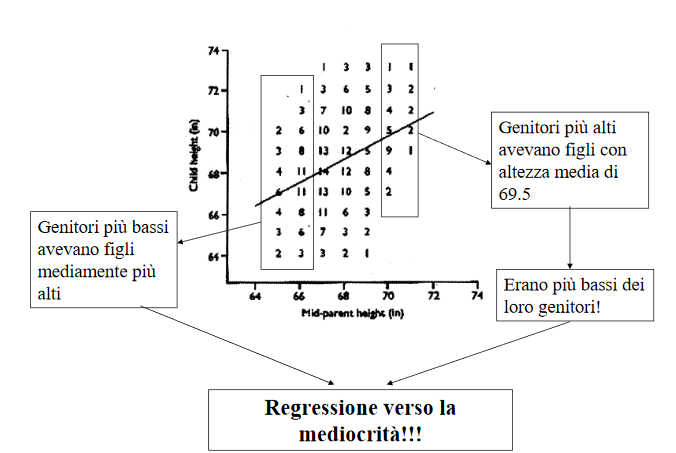 74
1 3 3 1 1
72
1 3 6 5 3 2
3 7 10 8 4 2
70
2 6 10 2 9 5 2
3 8 13 12 5 9 1
68
4 11 14 12 8 4
6 11 13 10 5 2
66
4 8 11 6 3
3 6 7 3 2
64
2 3 3 2 1
Child height (in)
64 66 68 70 72 74
Mid-parent height (in)
Genitori più alti
avevano figli con
altezza media di
69.5
Genitori più bassi
avevano figli
mediamente più
alti
Erano più bassi dei
loro genitori!
Regressione verso la
mediocrità!!!